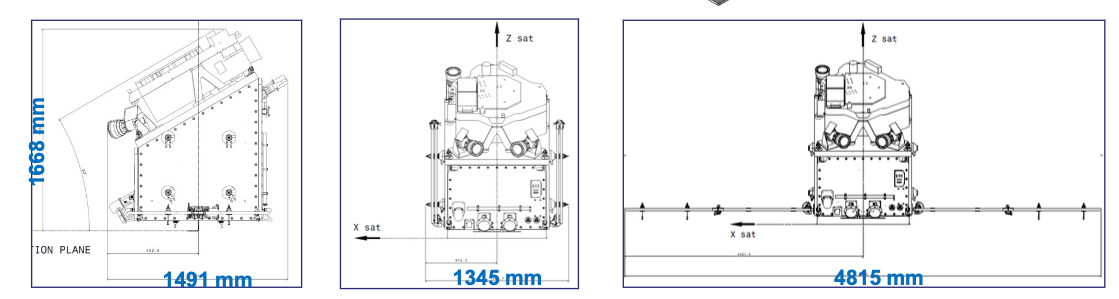 1668 mm
TION PLANE
1491 mm
Z sat
X sat
1345 mm
Z sat
X sat
4815 mm